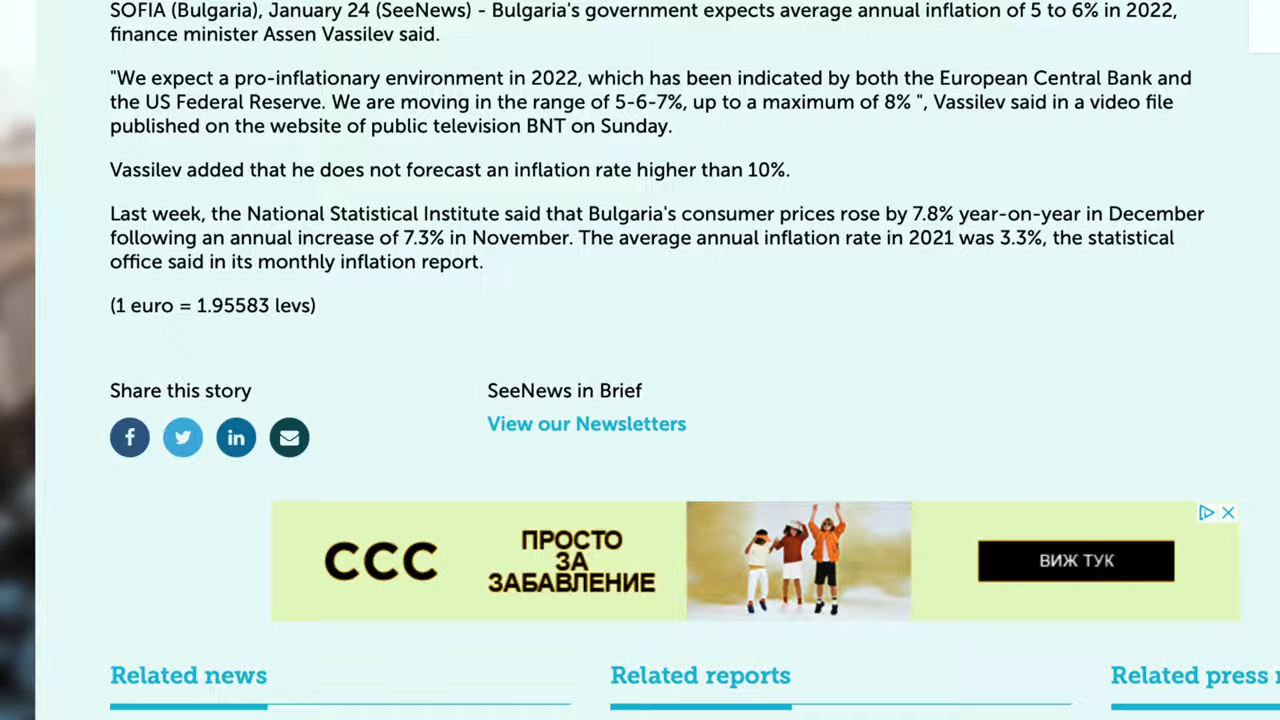 SOFIA (Bulgaria), January 24 (SeeNews) - Bulgaria's government expects average annual inflation of 5 to 6% in 2022,
finance minister Assen Vassilev said.
"We expect a pro-inflationary environment in 2022, which has been indicated by both the European Central Bank and
the US Federal Reserve. We are moving in the range of 5-6-7%, up to a maximum of 8% ", Vassilev said in a video file
published on the website of public television BNT on Sunday.
Vassilev added that he does not forecast an inflation rate higher than 10%.
Last week, the National Statistical Institute said that Bulgaria's consumer prices rose by 7.8% year-on-year in December
following an annual increase of 7.3% in November. The average annual inflation rate in 2021 was 3.3%, the statistical
office said in its monthly inflation report.
(1 euro = 1.95583 levs)
Share this story
SeeNews in Brief
View our Newsletters
CCC
ПРОСТО
ЗА
ЗАБАВЛЕНИЕ
ВИЖ ТУК
Related news
Related reports
Related press